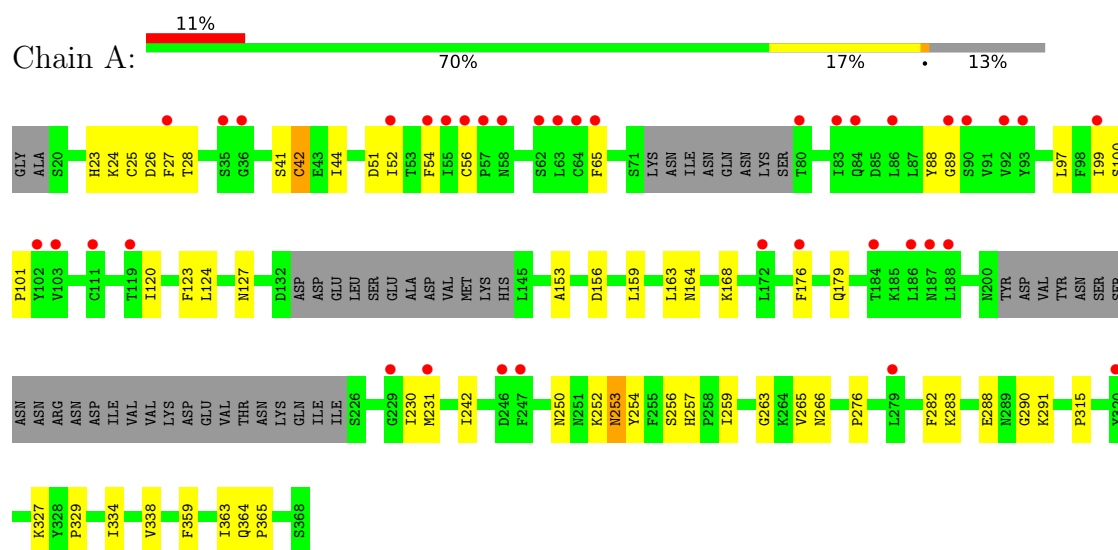 11%
Chain A:
70% 17% • 13%
GLY ALA S20 H23 K24 C25 D26 F27 T28 S35 G36 S41 C42 E43 I44 D51 I52 T53 F54 I55 C56 P57 N58 S62 L63 C64 F65 S71 LYS ASN ILE ASN GLN ASN LYS SER T80 I83 Q84 D85 L86 L87 Y88 G89 S90 V91 V92 Y93 L97 F98 I99 S100
P101 Y102 V103 C111 T119 I120 F123 L124 N127 D132 ASP ASP GLU LEU SER GLU ALA ASP VAL MET LYS HIS L145 A153 D156 L159 L163 N164 K168 L172 F176 Q179 T184 K185 L186 N187 L188 N200 TYR ASP VAL TYR ASN SER SER
ASN ASN ARG ASN ASP ILE VAL VAL LYS ASP GLU VAL THR ASN LYS GLN ILE ILE S226 G229 I230 M231 I242 D246 F247 N250 N251 K252 N253 Y254 F255 S256 H257 P258 I259 G263 K264 V265 N266 P276 L279 F282 K283 E288 N289 G290 K291 P315 Y320
K327 Y328 P329 I334 V338 F359 I363 Q364 P365 S368